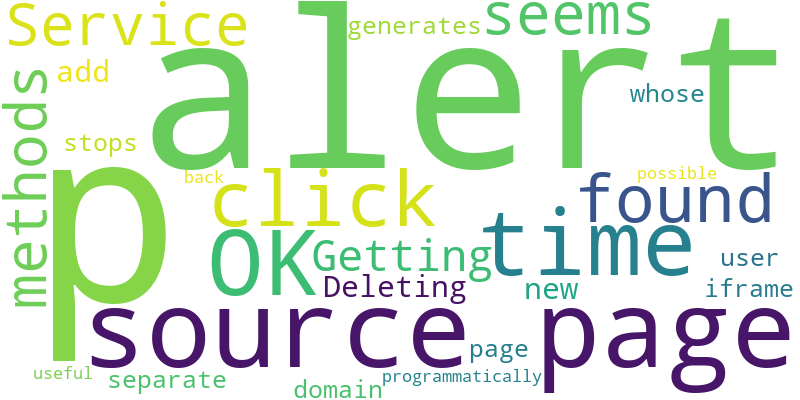 Service
generates
seems
alert
add
whose
methods
stops
p
back
click
possible
found
OK
Getting
time
user
Deleting
new
iframe
source page
page
useful
separate
domain
programmatically